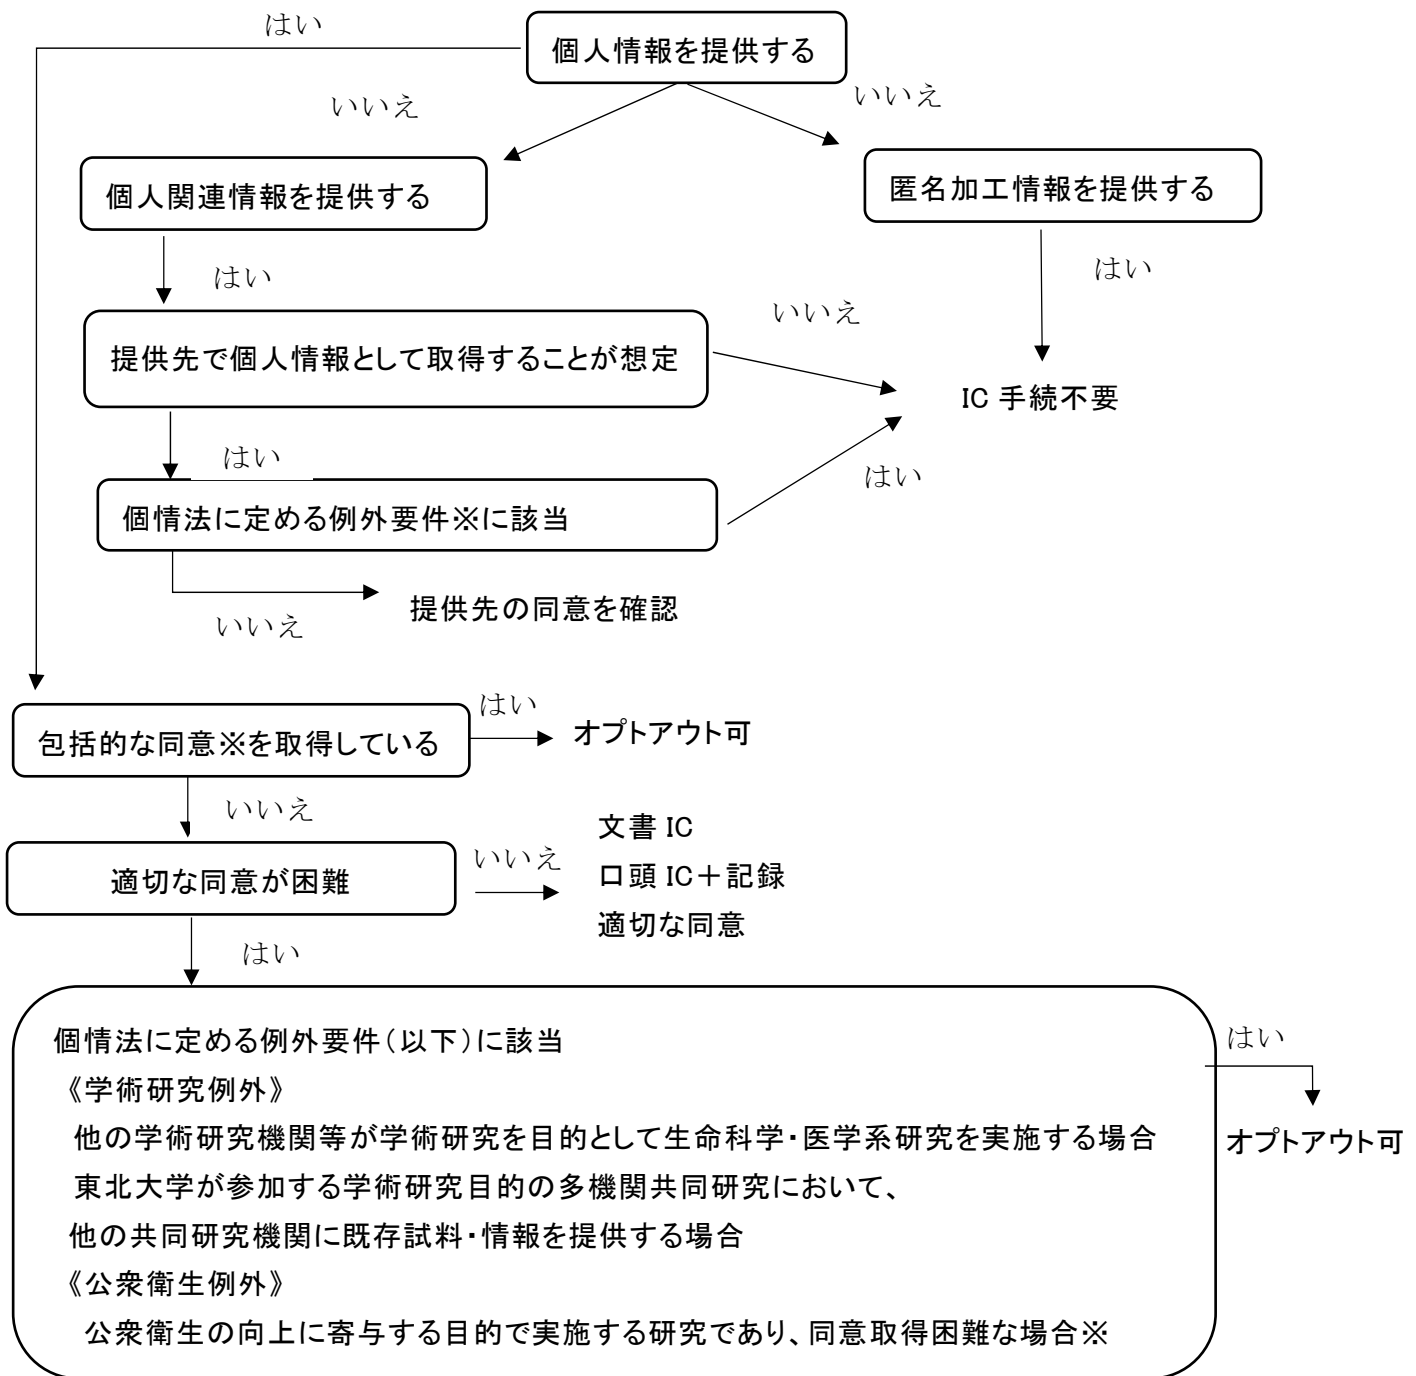 はい
個人情報を提供する
いいえ
いいえ
個人関連情報を提供する
匿名加工情報を提供する
はい
はい
いいえ
提供先で個人情報として取得することが想定
IC 手続不要
はい
はい
個情法に定める例外要件※に該当
提供先の同意を確認
いいえ
はい
包括的な同意※を取得している
オプトアウト可
いいえ
文書 IC
いいえ
適切な同意が困難
口頭 IC＋記録
適切な同意
はい
個情法に定める例外要件（以下）に該当
はい
《学術研究例外》
他の学術研究機関等が学術研究を目的として生命科学・医学系研究を実施する場合
オプトアウト可
東北大学が参加する学術研究目的の多機関共同研究において、
他の共同研究機関に既存試料・情報を提供する場合
《公衆衛生例外》
公衆衛生の向上に寄与する目的で実施する研究であり、同意取得困難な場合※